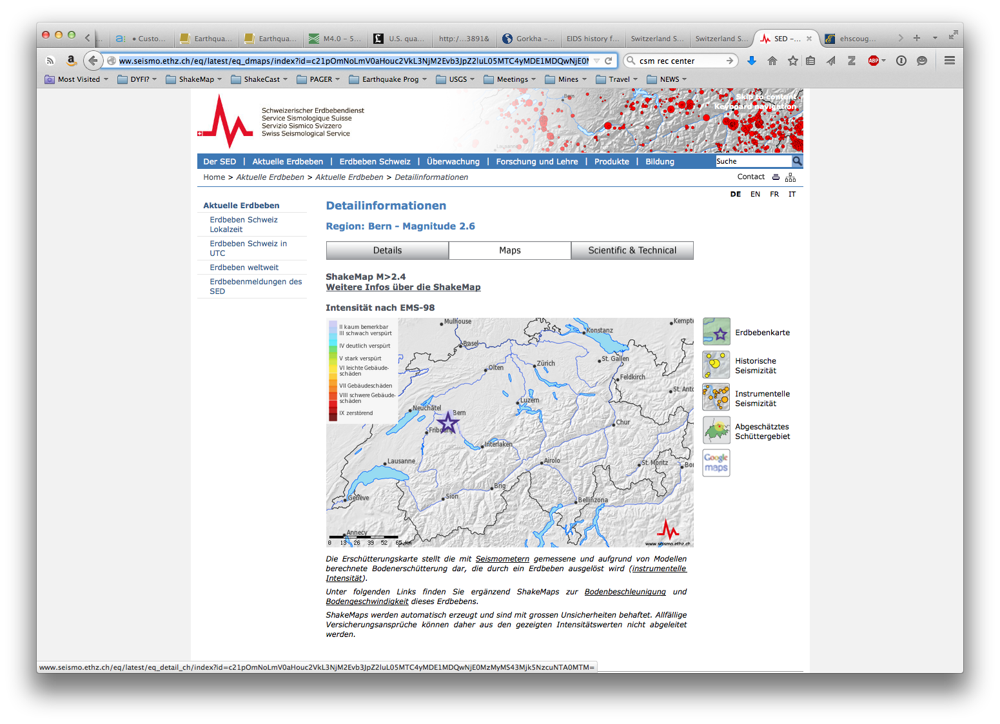 ...
a: • Custo...
Earthqua...
Earthqua...
M4.0 - 5...
U.S. qua...
http:/...3891&
Gorkha -...
EIDS history f...
Switzerland S...
Switzerland S...
SED -...
ehscoug...
ww.seismo.ethz.ch/eq/latest/eq_dmaps/index?id=c21pOmNoLmV0aHouc2VkL3NjM2Evb3JpZ2luL05MTC4yMDE1MDQwNjE0M
csm rec center
ABP
Most Visited
DYFI?
ShakeMap
ShakeCast
PAGER
Earthquake Prog
USGS
Meetings
Mines
Travel
NEWS
Schweizerischer Erdbebendienst
Service Sismologique Suisse
Servizio Sismico Svizzero
Swiss Seismological Service
Bern
Lausanne
Skip to content
Keyboard navigation
Der SED | Aktuelle Erdbeben | Erdbeben Schweiz | Überwachung | Forschung und Lehre | Produkte | Bildung
Suche
Home > Aktuelle Erdbeben > Aktuelle Erdbeben > Detailinformationen
Contact
DE EN FR IT
Aktuelle Erdbeben
Erdbeben Schweiz
Lokalzeit
Erdbeben Schweiz in
UTC
Erdbeben weltweit
Erdbebenmeldungen des
SED
Detailinformationen
Region: Bern - Magnitude 2.6
Details
Maps
Scientific & Technical
ShakeMap M>2.4
Weitere Infos über die ShakeMap
Intensität nach EMS-98
II kaum bemerkbar
III schwach verspürt
IV deutlich verspürt
V stark verspürt
VI leichte Gebäude-
schäden
VII Gebäudeschäden
VIII schwere Gebäude-
schäden
IX zerstörend
Mulhouse
Kempte
Konstanz
Basel
St. Gallen
Zürich
Olten
Feldkirch
St. Anto
Luzern
Neuchâtel
Bern
Chur
Fribourg
Interlaken
Lausanne
Airolo
St. Moritz
Bor
Brig
Sion
Genève
Bellinzona
Annecy
0 13 26 39 52 65 km
www.seismo.ethz.ch
Erdbebenkarte
Historische
Seismizität
Instrumentelle
Seismizität
Abgeschätztes
Schüttergebiet
Google
maps
Die Erschütterungskarte stellt die mit Seismometern gemessene und aufgrund von Modellen
berechnete Bodenerschütterung dar, die durch ein Erdbeben ausgelöst wird (instrumentelle
Intensität).
Unter folgenden Links finden Sie ergänzend ShakeMaps zur Bodenbeschleunigung und
Bodengeschwindigkeit dieses Erdbebens.
ShakeMaps werden automatisch erzeugt und sind mit grossen Unsicherheiten behaftet. Allfällige
Versicherungsansprüche können daher aus den gezeigten Intensitätswerten nicht abgeleitet
werden.
www.seismo.ethz.ch/eq/latest/eq_detail_ch/index?id=c21pOmNoLmV0aHouc2VkL3NjM2Evb3JpZ2luL05MTC4yMDE1MDQwNjE0MzMyMS43Mjk5NzcuNTA0MTM=